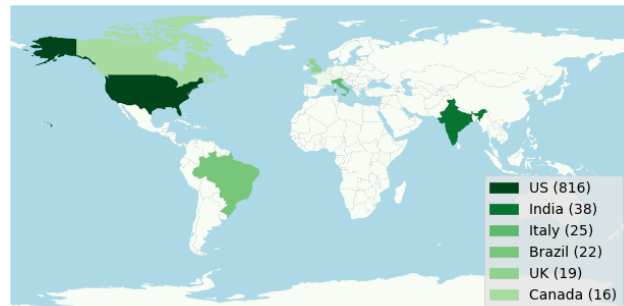 US (816)
India (38)
Italy (25)
Brazil (22)
UK (19)
Canada (16)